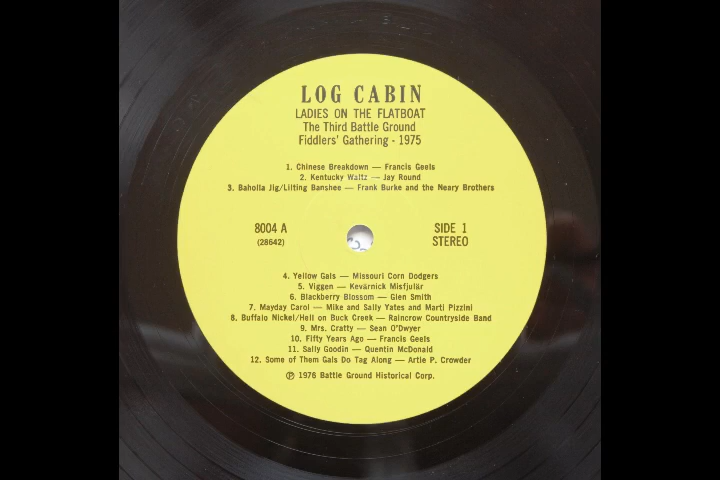 LOG CABIN
LADIES ON THE FLATBOAT
The Third Battle Ground
Fiddlers' Gathering - 1975
1. Chinese Breakdown — Francis Geels
2. Kentucky Waltz — Jay Round
3. Baholla Jig/Lilting Banshee — Frank Burke and the Neary Brothers
8004 A
(28642)
SIDE 1
STEREO
4. Yellow Gals — Missouri Corn Dodgers
5. Viggen — Kevärnick Misfjulär
6. Blackberry Blossom — Glen Smith
7. Mayday Carol — Mike and Sally Yates and Marti Pizzini
8. Buffalo Nickel/Hell on Buck Creek — Raincrow Countryside Band
9. Mrs. Cratty — Sean O'Dwyer
10. Fifty Years Ago — Francis Geels
11. Sally Goodin — Quentin McDonald
12. Some of Them Gals Do Tag Along — Artie P. Crowder
℗ 1976 Battle Ground Historical Corp.